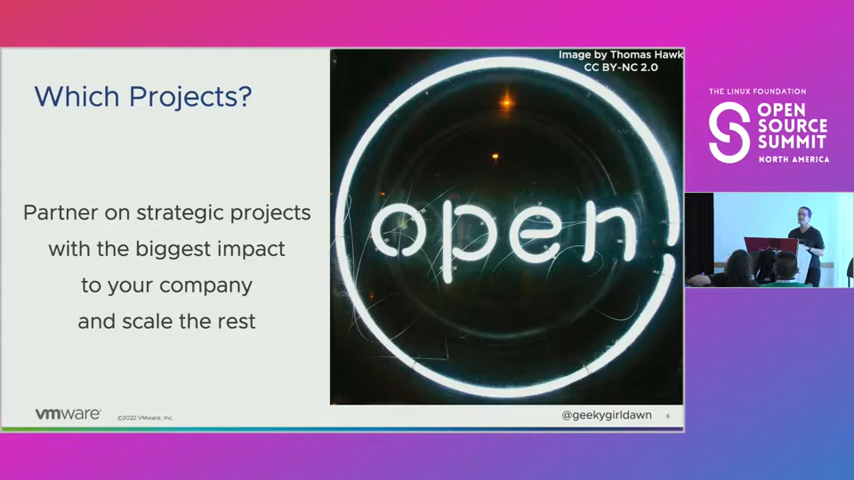 Which Projects?
Partner on strategic projects
with the biggest impact
to your company
and scale the rest
Image by Thomas Hawk
CC BY-NC 2.0
open
vmware
©2022 VMware, Inc.
@geekygirldawn
6
THE LINUX FOUNDATION
OPEN
SOURCE
SUMMIT
NORTH AMERICA